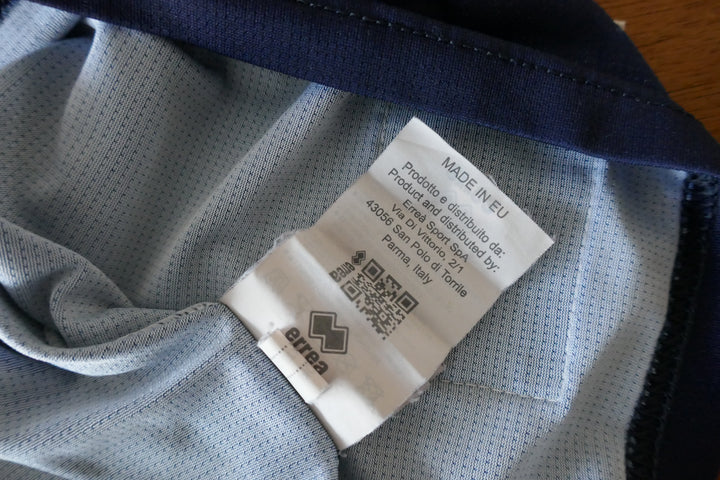 MADE IN EU
Prodotto e distribuito da:
Product and distributed by:
Erreà Sport SpA
Via Di Vittorio, 2/1
43056 San Polo di Torrile
Parma, Italy
errea